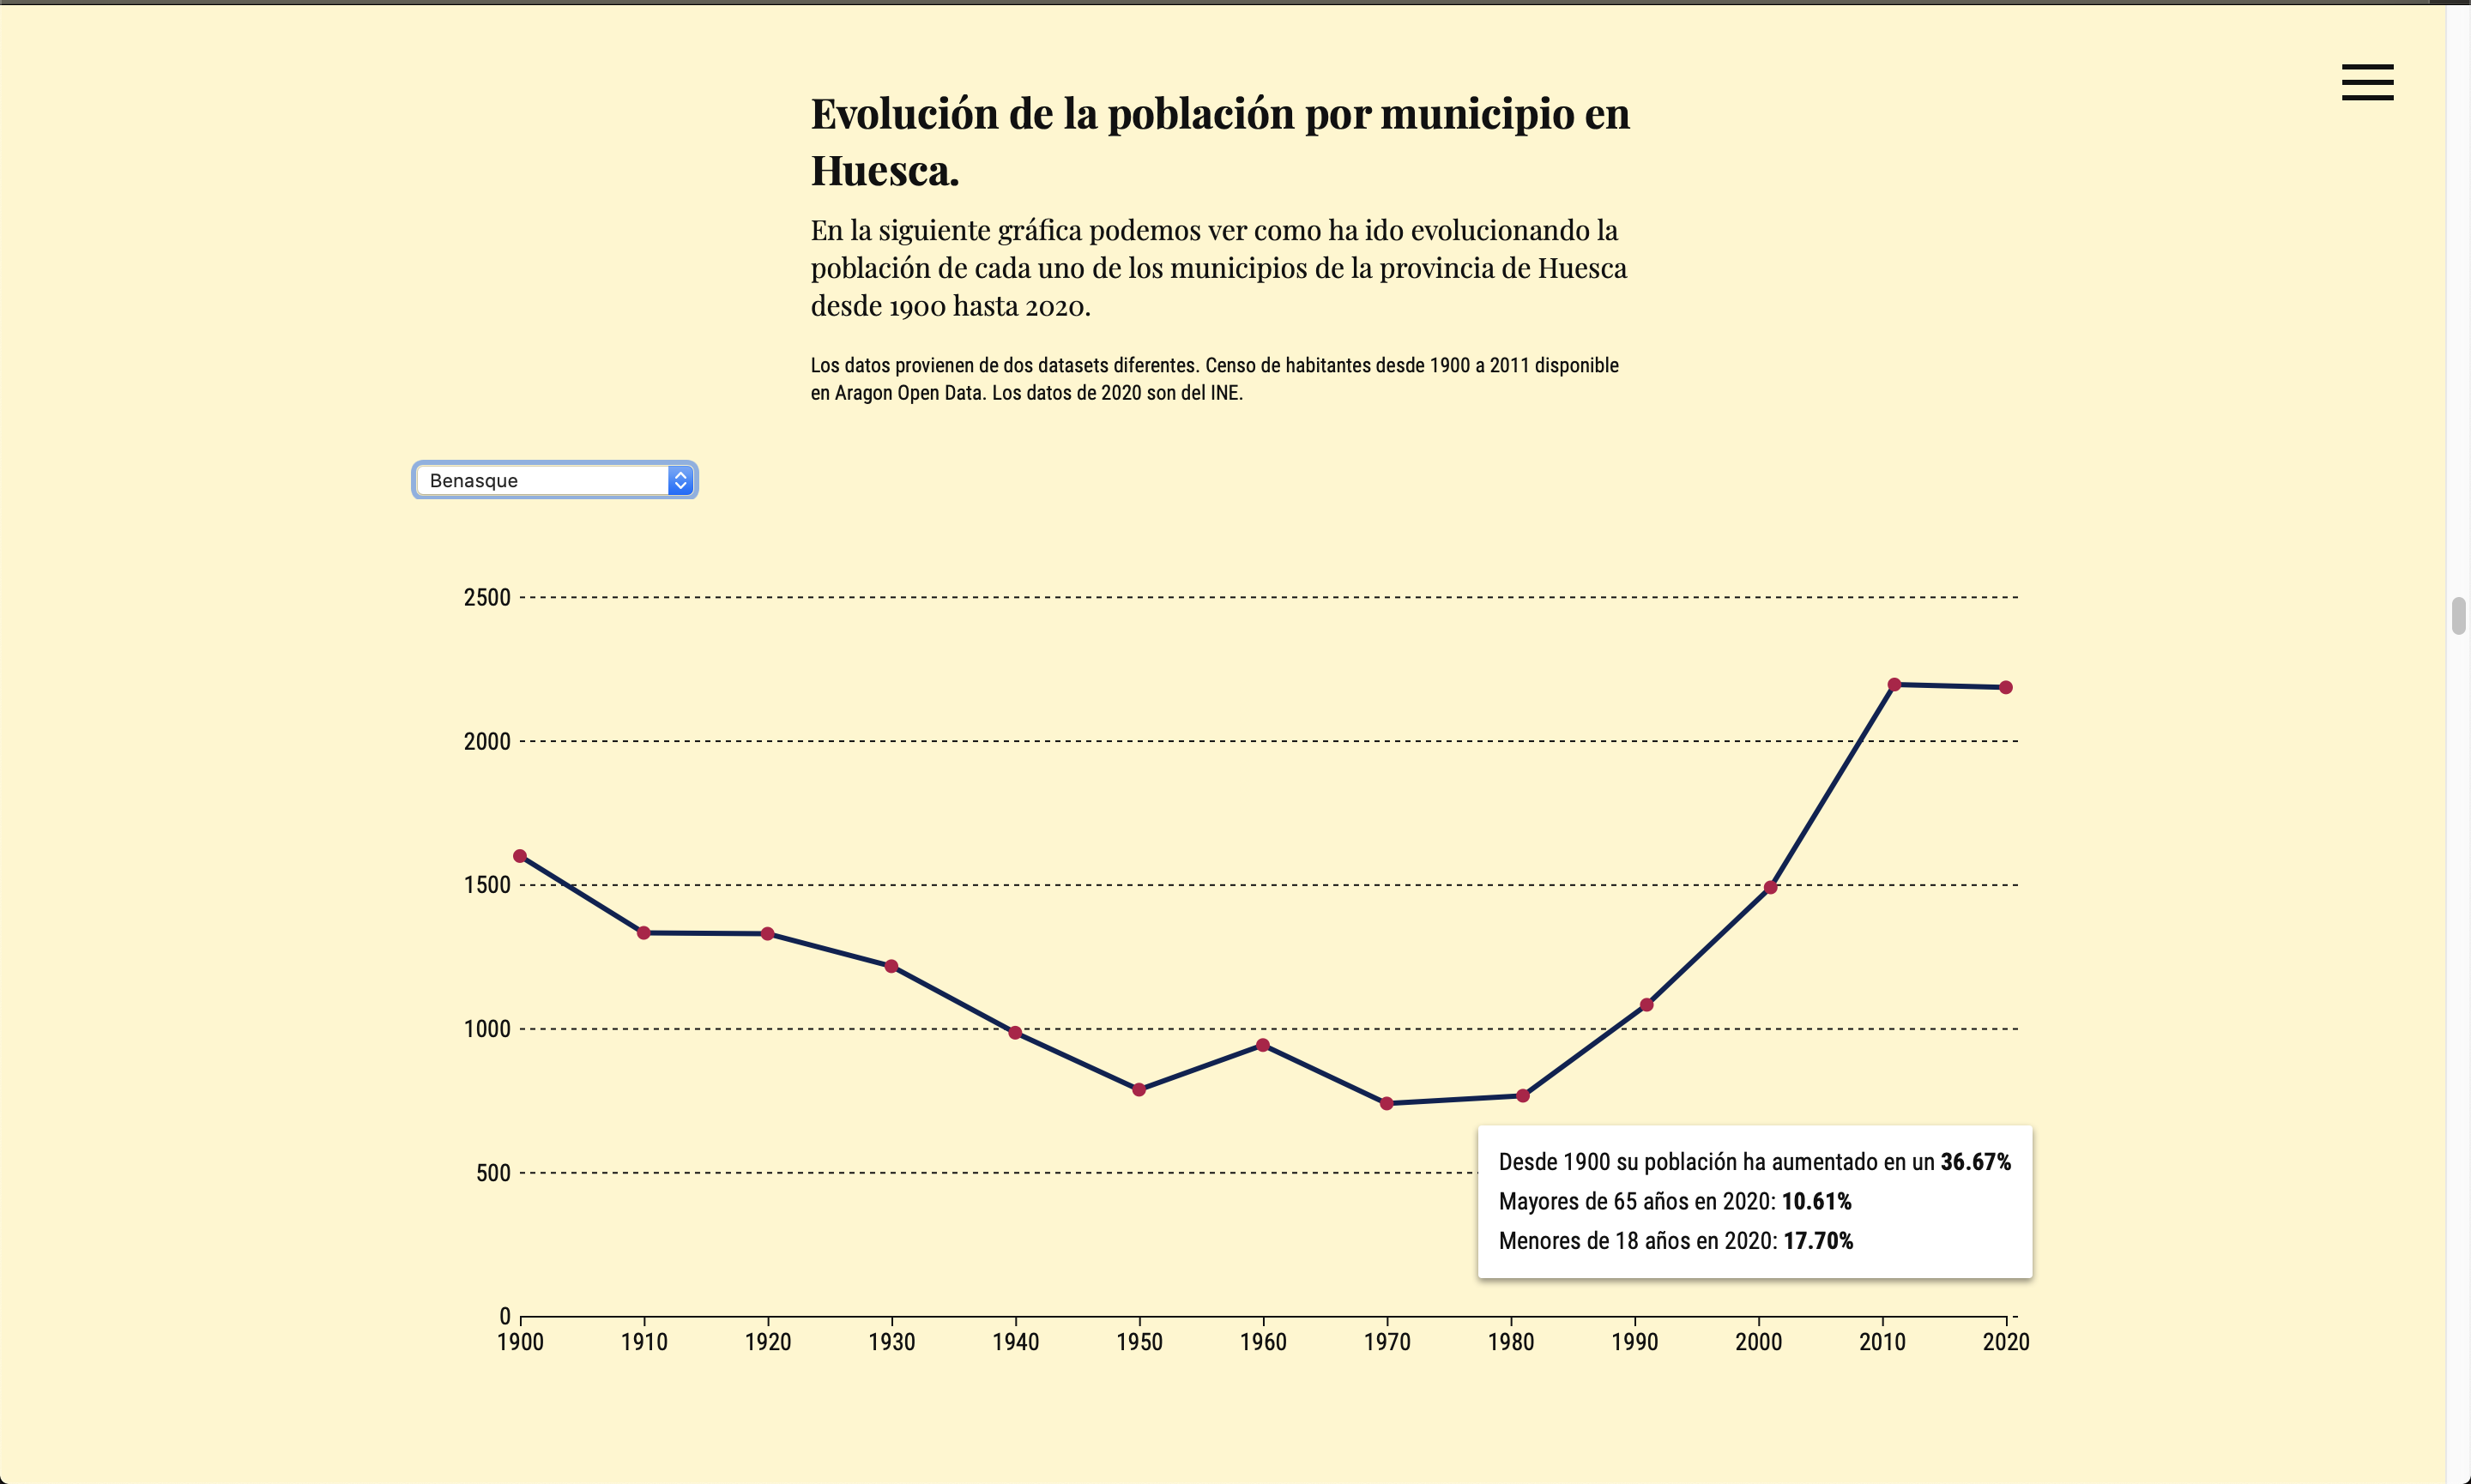 Evolución de la población por municipio en
Huesca.
En la siguiente gráfica podemos ver como ha ido evolucionando la
población de cada uno de los municipios de la provincia de Huesca
desde 1900 hasta 2020.
Los datos provienen de dos datasets diferentes. Censo de habitantes desde 1900 a 2011 disponible
en Aragon Open Data. Los datos de 2020 son del INE.
Benasque
2500
2000
1500
1000
500
0
Desde 1900 su población ha aumentado en un 36.67%
Mayores de 65 años en 2020: 10.61%
Menores de 18 años en 2020: 17.70%
1900 1910 1920 1930 1940 1950 1960 1970 1980 1990 2000 2010 2020